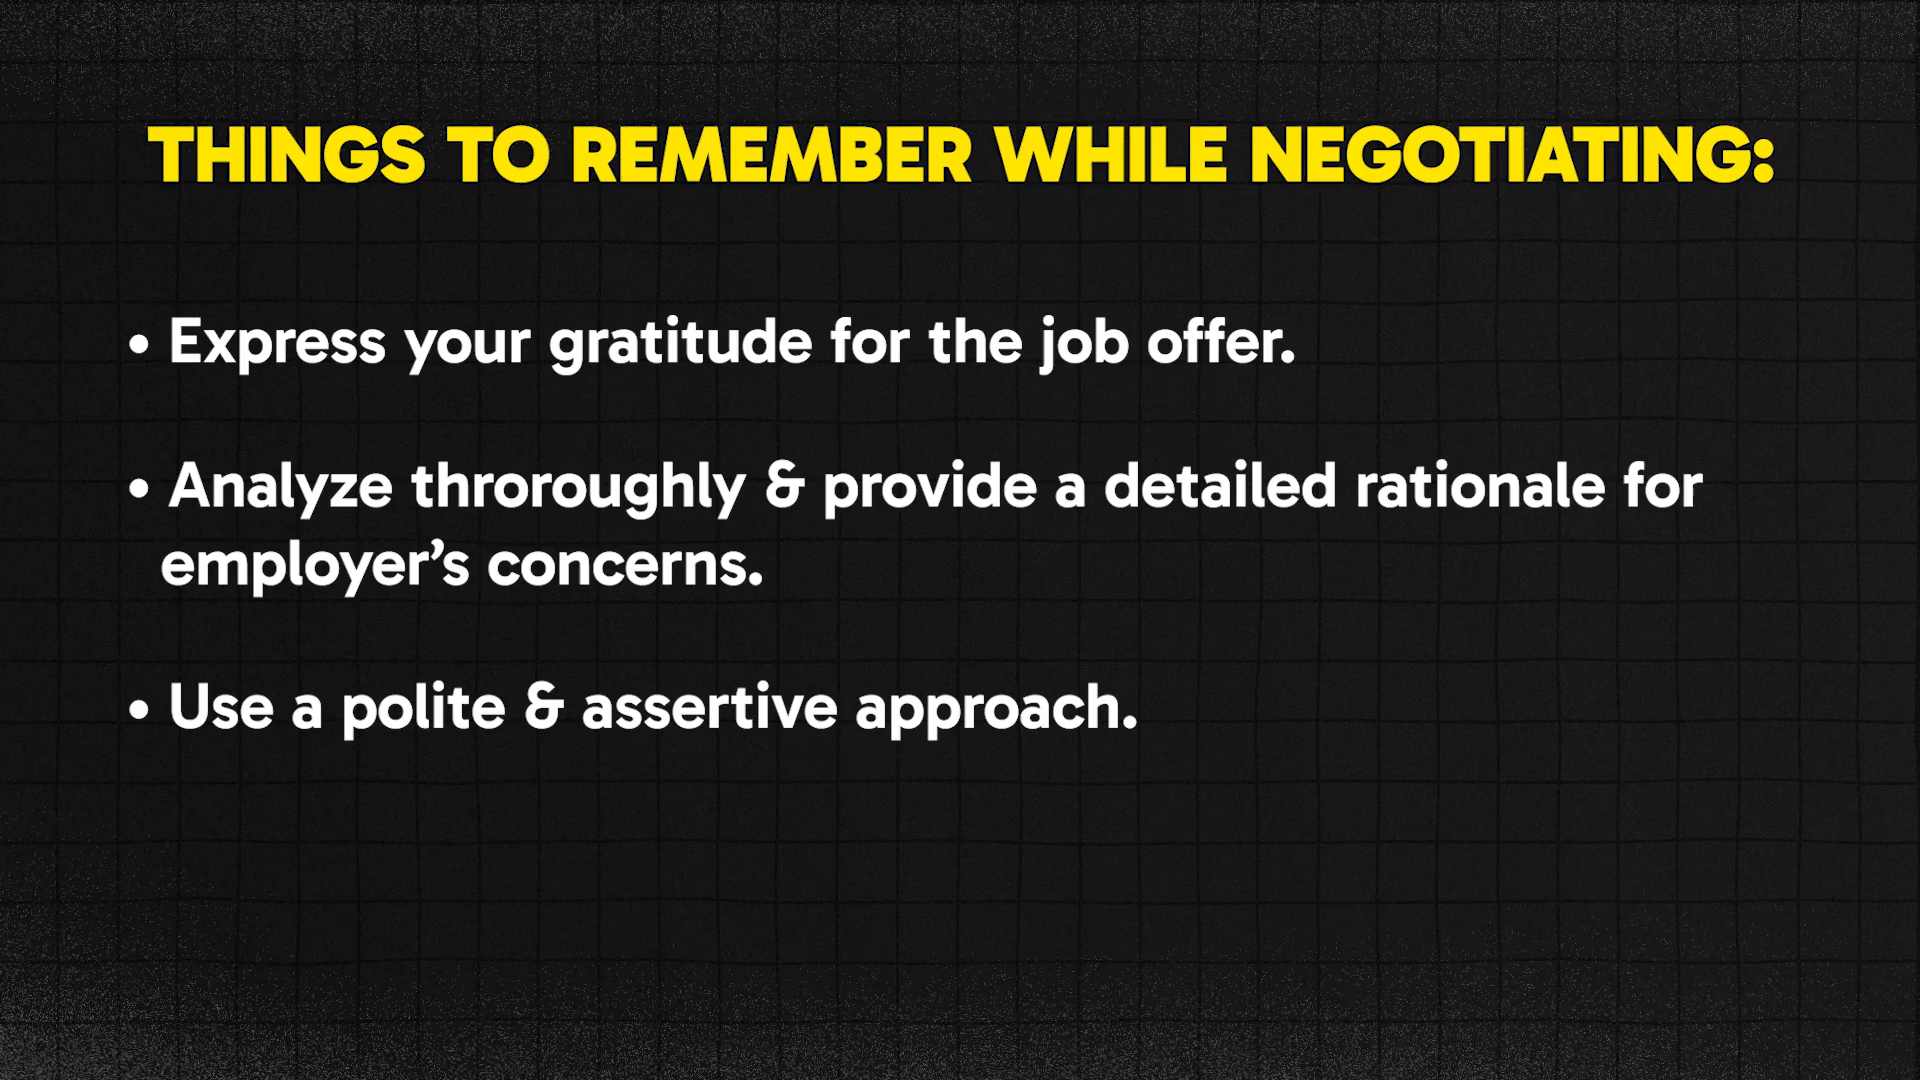 THINGS TO REMEMBER WHILE NEGOTIATING:
• Express your gratitude for the job offer.
• Analyze throroughly & provide a detailed rationale for
employer’s concerns.
• Use a polite & assertive approach.